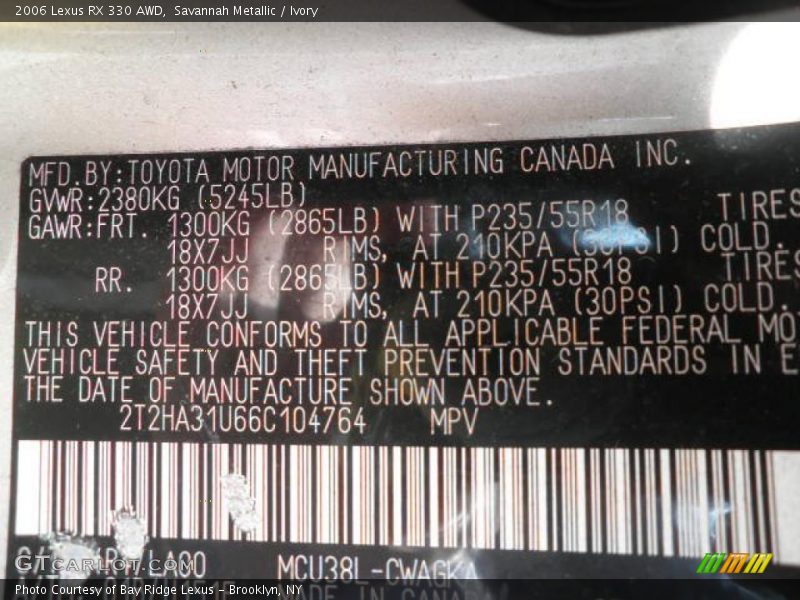 2006 Lexus RX 330 AWD, Savannah Metallic / Ivory
MFD.BY:TOYOTA MOTOR MANUFACTURING CANADA INC.
GVWR:2380KG (5245LB)
GAWR:FRT. 1300KG (2865LB) WITH P235/55R18 TIRES
18X7JJ RIMS, AT 210KPA (30PSI) COLD.
RR. 1300KG (2865LB) WITH P235/55R18 TIRES
18X7JJ RIMS, AT 210KPA (30PSI) COLD.
THIS VEHICLE CONFORMS TO ALL APPLICABLE FEDERAL MO
VEHICLE SAFETY AND THEFT PREVENTION STANDARDS IN E
THE DATE OF MANUFACTURE SHOWN ABOVE.
2T2HA31U66C104764 MPV
LA80 MCU38L-CWAGKA
GTcarlot.com
MADE IN CANA
Photo Courtesy of Bay Ridge Lexus - Brooklyn, NY